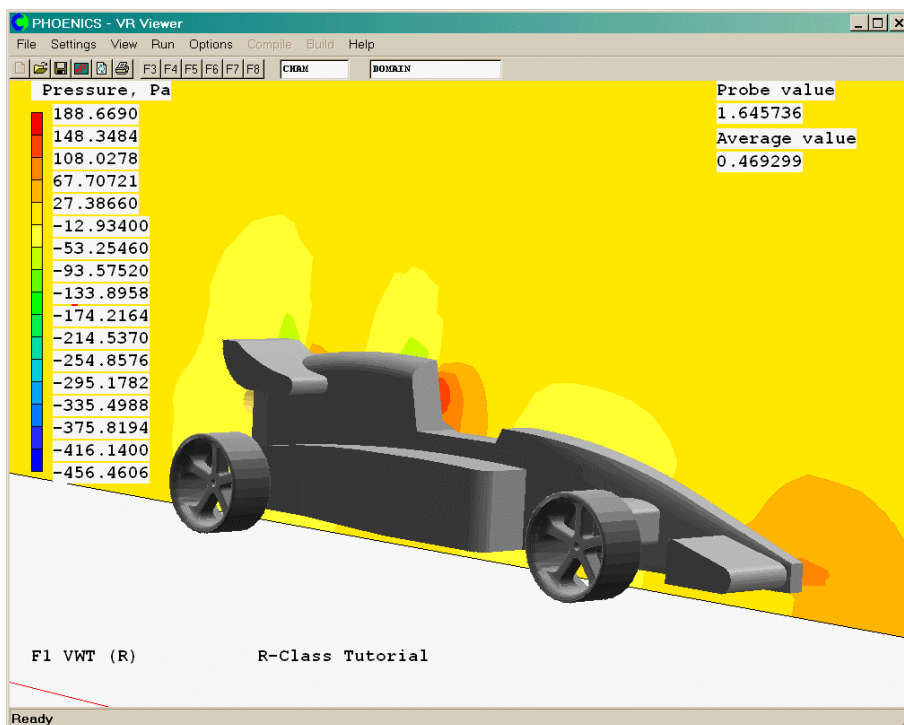 PHOENICS - VR Viewer
File Settings View Run Options Compile Build Help
F3 F4 F5 F6 F7 F8 CHAM DOMAIN
Pressure, Pa
188.6690
148.3484
108.0278
67.70721
27.38660
-12.93400
-53.25460
-93.57520
-133.8958
-174.2164
-214.5370
-254.8576
-295.1782
-335.4988
-375.8194
-416.1400
-456.4606
Probe value
1.645736
Average value
0.469299
F1 VWT (R) R-Class Tutorial
Ready